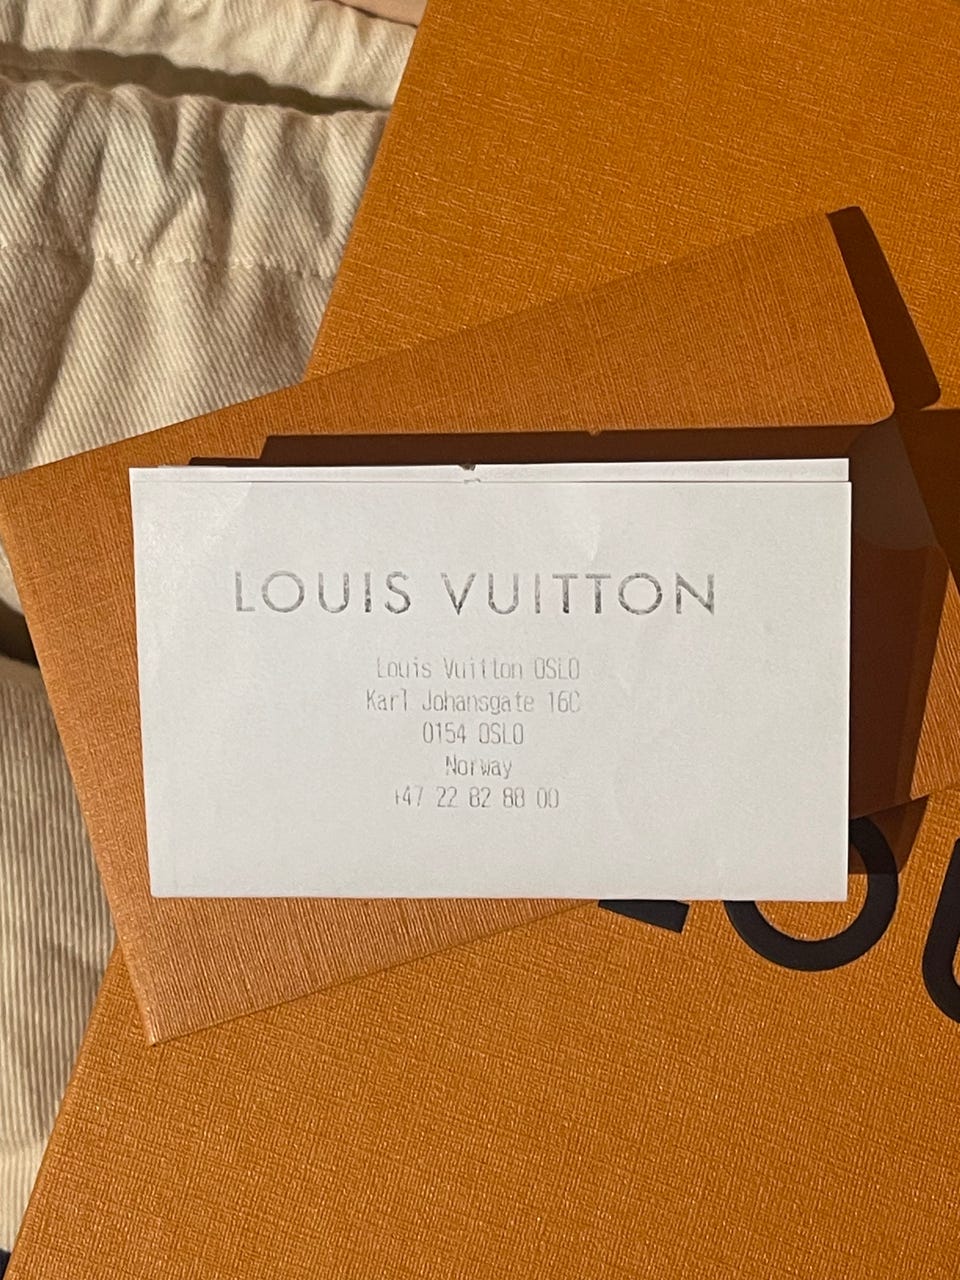 LOUIS VUITTON
Louis Vuitton OSLO
Karl Johansgate 16C
0154 OSLO
Norway
+47 22 82 88 00